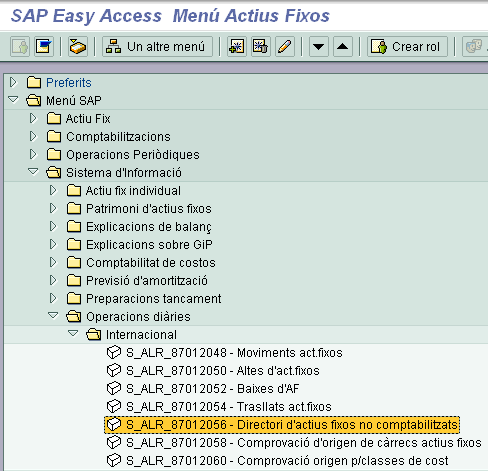 SAP Easy Access Menú Actius Fixos
Un altre menú
Crear rol
Preferits
Menú SAP
Actiu Fix
Comptabilitzacions
Operacions Periòdiques
Sistema d'Informació
Actiu fix individual
Patrimoni d'actius fixos
Explicacions de balanç
Explicacions sobre GiP
Comptabilitat de costos
Previsió d'amortització
Preparacions tancament
Operacions diàries
Internacional
S_ALR_87012048 - Moviments act.fixos
S_ALR_87012050 - Altes d'act.fixos
S_ALR_87012052 - Baixes d'AF
S_ALR_87012054 - Trasllats act.fixos
S_ALR_87012056 - Directori d'actius fixos no comptabilitzats
S_ALR_87012058 - Comprovació d'origen de càrrecs actius fixos
S_ALR_87012060 - Comprovació origen p/classes de cost